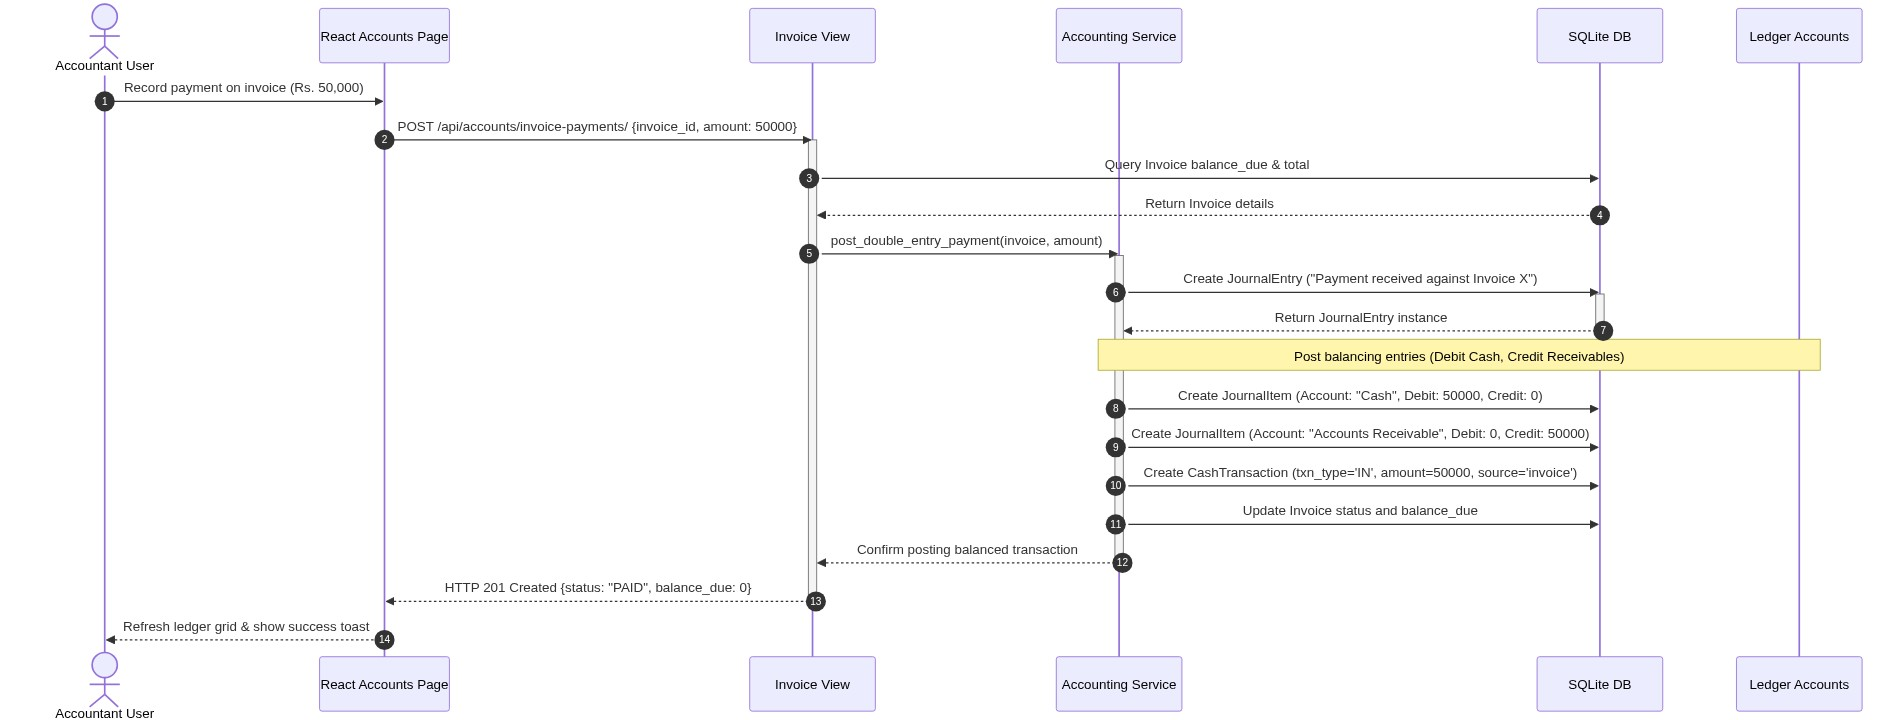 Accountant User
React Accounts Page
Invoice View
Accounting Service
SQLite DB
Ledger Accounts
Record payment on invoice (Rs. 50,000)
1
POST /api/accounts/invoice-payments/ {invoice_id, amount: 50000}
2
Query Invoice balance_due & total
3
Return Invoice details
4
post_double_entry_payment(invoice, amount)
5
Create JournalEntry ("Payment received against Invoice X")
6
Return JournalEntry instance
7
Post balancing entries (Debit Cash, Credit Receivables)
Create JournalItem (Account: "Cash", Debit: 50000, Credit: 0)
8
Create JournalItem (Account: "Accounts Receivable", Debit: 0, Credit: 50000)
9
Create CashTransaction (txn_type='IN', amount=50000, source='invoice')
10
Update Invoice status and balance_due
11
Confirm posting balanced transaction
12
HTTP 201 Created {status: "PAID", balance_due: 0}
13
Refresh ledger grid & show success toast
14
Accountant User
React Accounts Page
Invoice View
Accounting Service
SQLite DB
Ledger Accounts